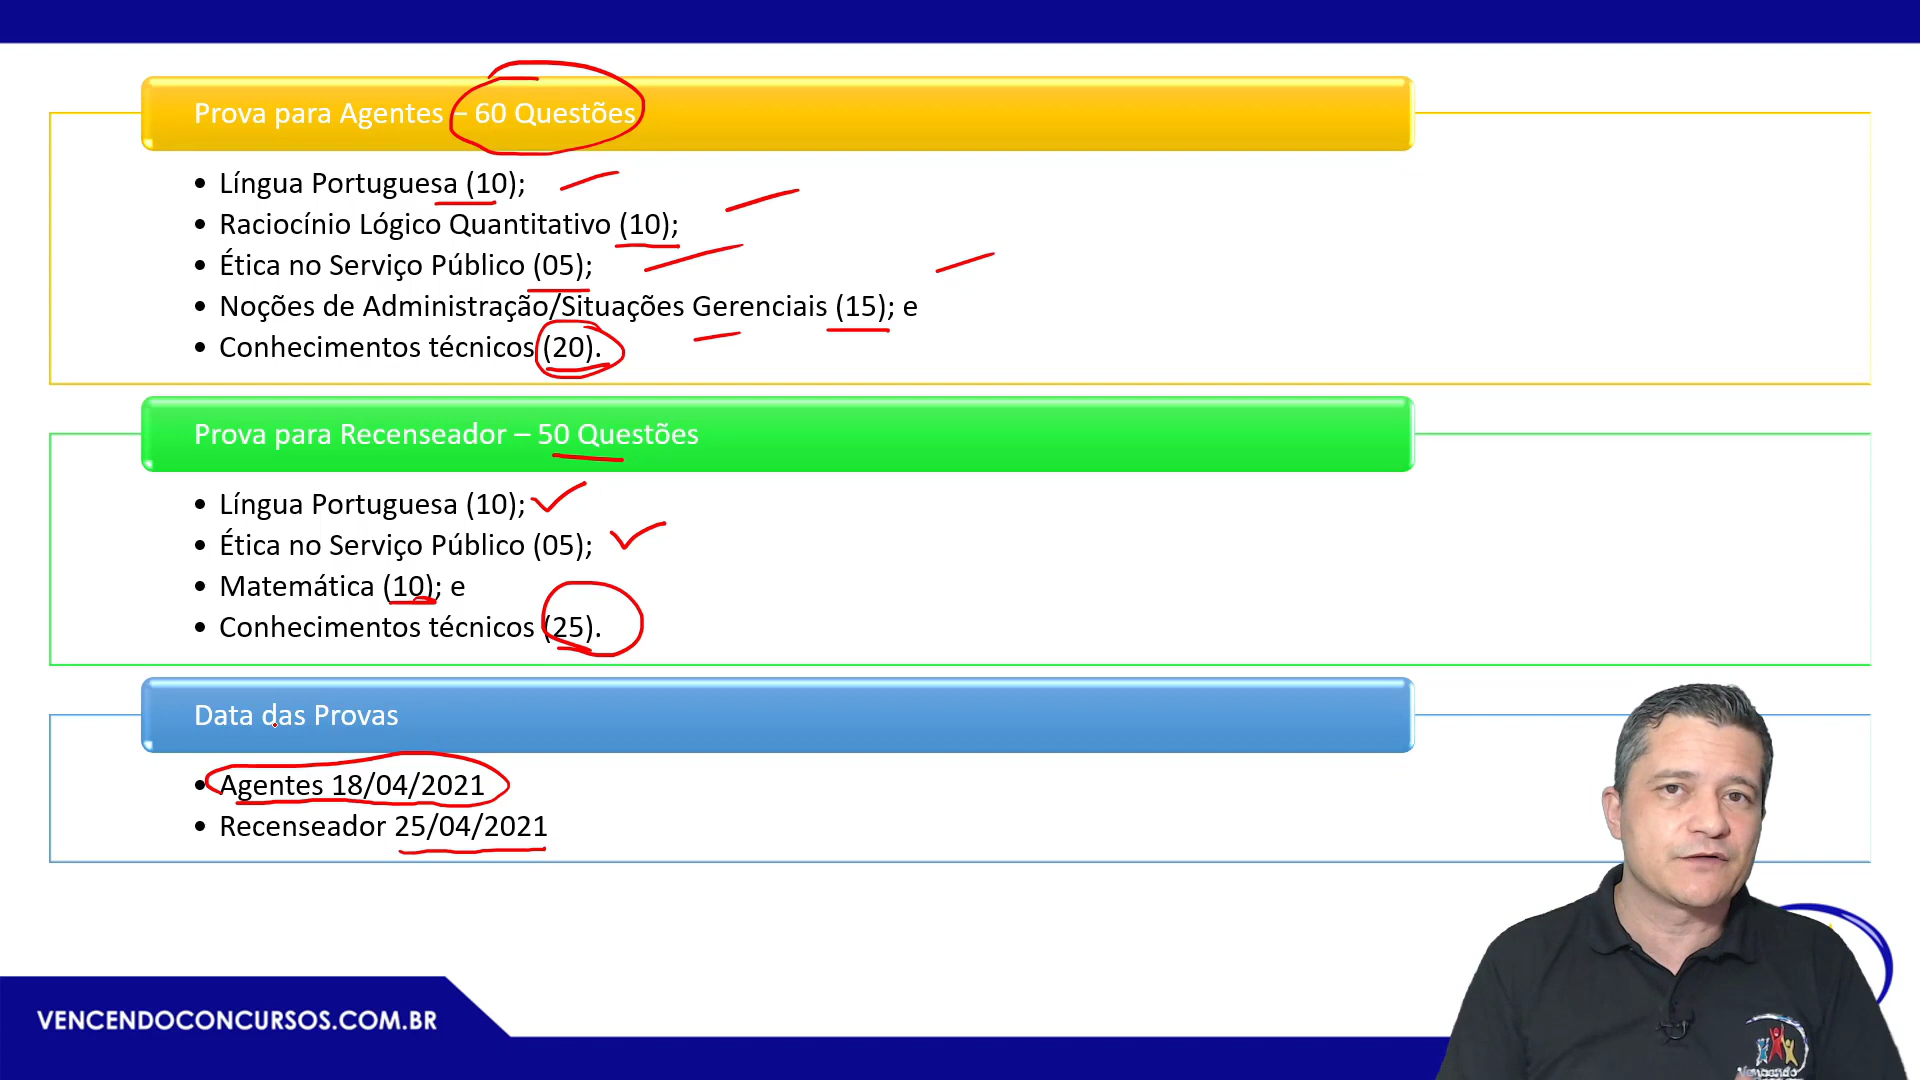 Prova para Agentes – 60 Questões
• Língua Portuguesa (10);
• Raciocínio Lógico Quantitativo (10);
• Ética no Serviço Público (05);
• Noções de Administração/Situações Gerenciais (15); e
• Conhecimentos técnicos (20).
Prova para Recenseador – 50 Questões
• Língua Portuguesa (10);
• Ética no Serviço Público (05);
• Matemática (10); e
• Conhecimentos técnicos (25).
Data das Provas
• Agentes 18/04/2021
• Recenseador 25/04/2021
VENCENDOCONCURSOS.COM.BR
Vencendo